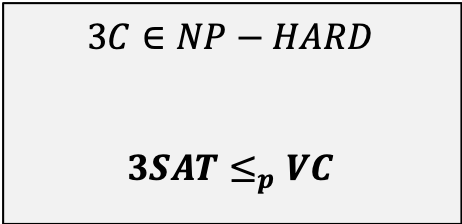 3C ∈ NP − HARD
3SAT ≤ₚ VC